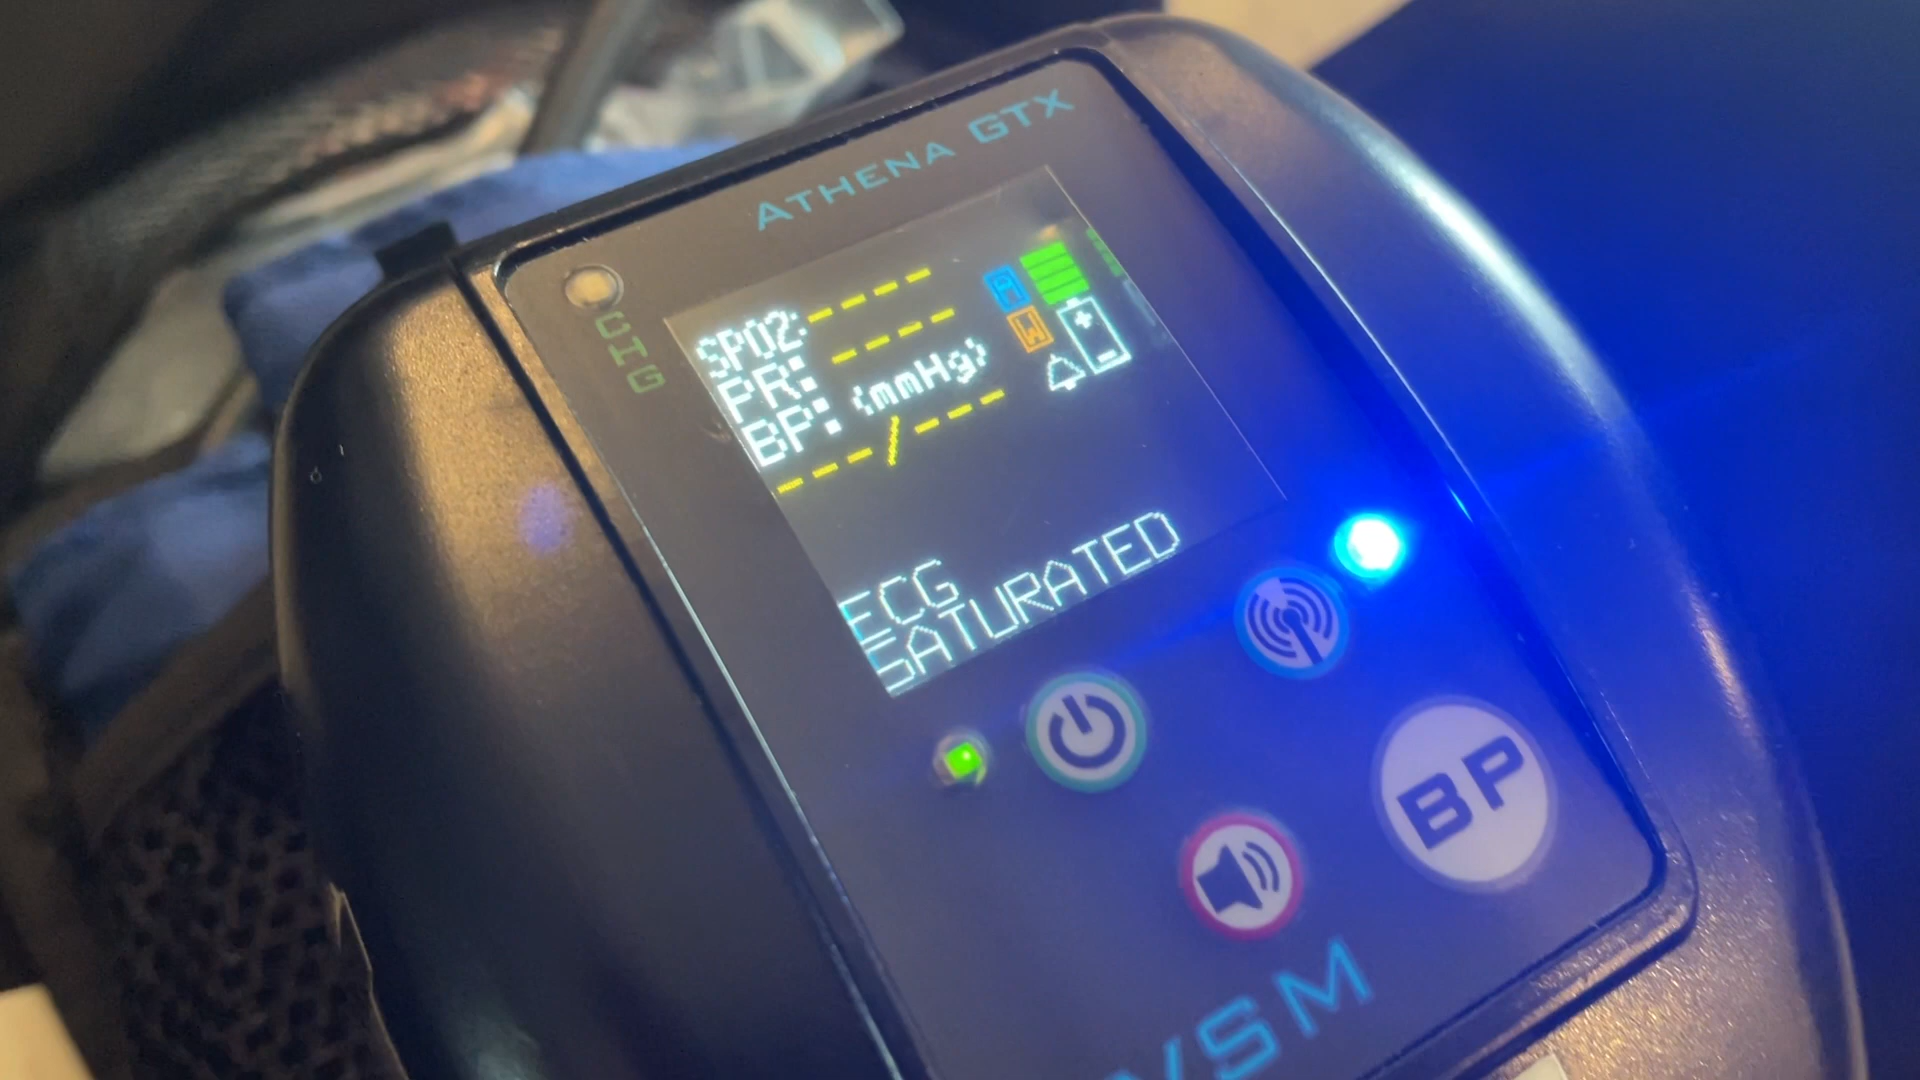 ATHENA GTX
CHG
SPO2: ----
PR: ----
BP: (mmHg)
---/---
ECG
SATURATED
BP
VSM